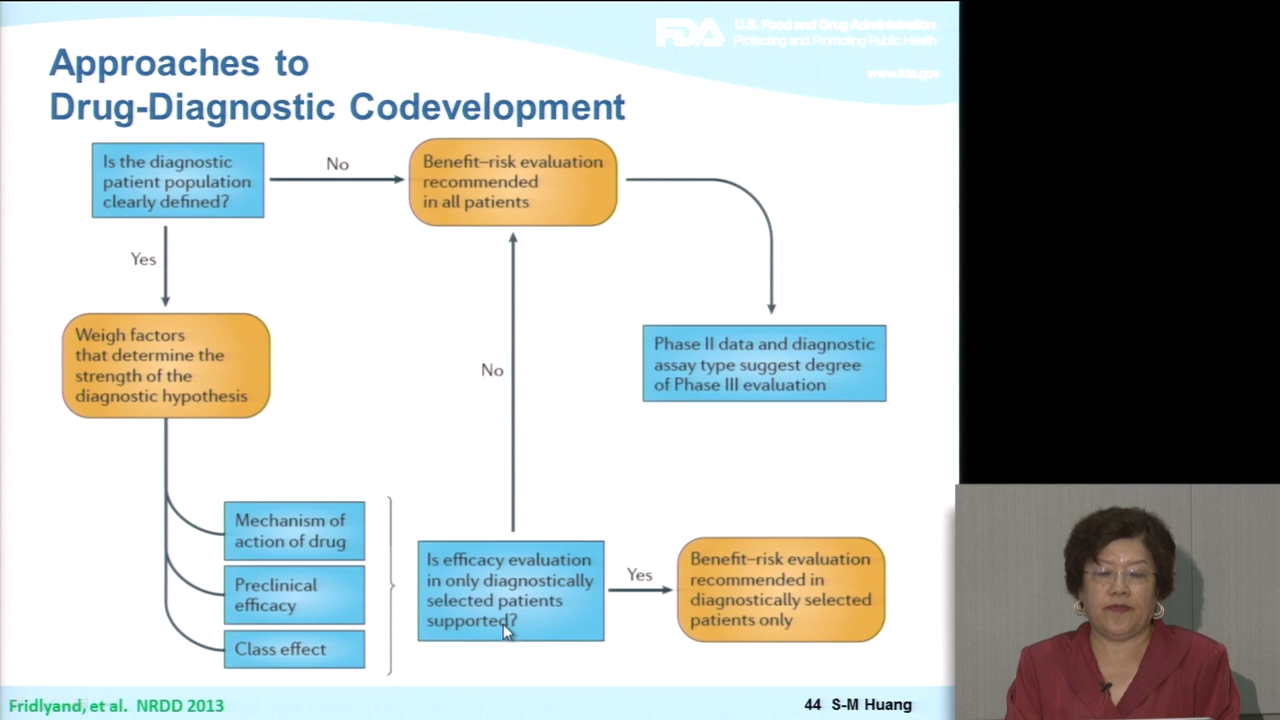 FDA
U.S. Food and Drug Administration
Protecting and Promoting Public Health
www.fda.gov
Approaches to
Drug-Diagnostic Codevelopment
Is the diagnostic
patient population
clearly defined?
No
Benefit–risk evaluation
recommended
in all patients
Yes
Weigh factors
that determine the
strength of the
diagnostic hypothesis
No
Phase II data and diagnostic
assay type suggest degree
of Phase III evaluation
Mechanism of
action of drug
Preclinical
efficacy
Class effect
Is efficacy evaluation
in only diagnostically
selected patients
supported?
Yes
Benefit–risk evaluation
recommended in
diagnostically selected
patients only
Fridlyand, et al. NRDD 2013
44 S-M Huang